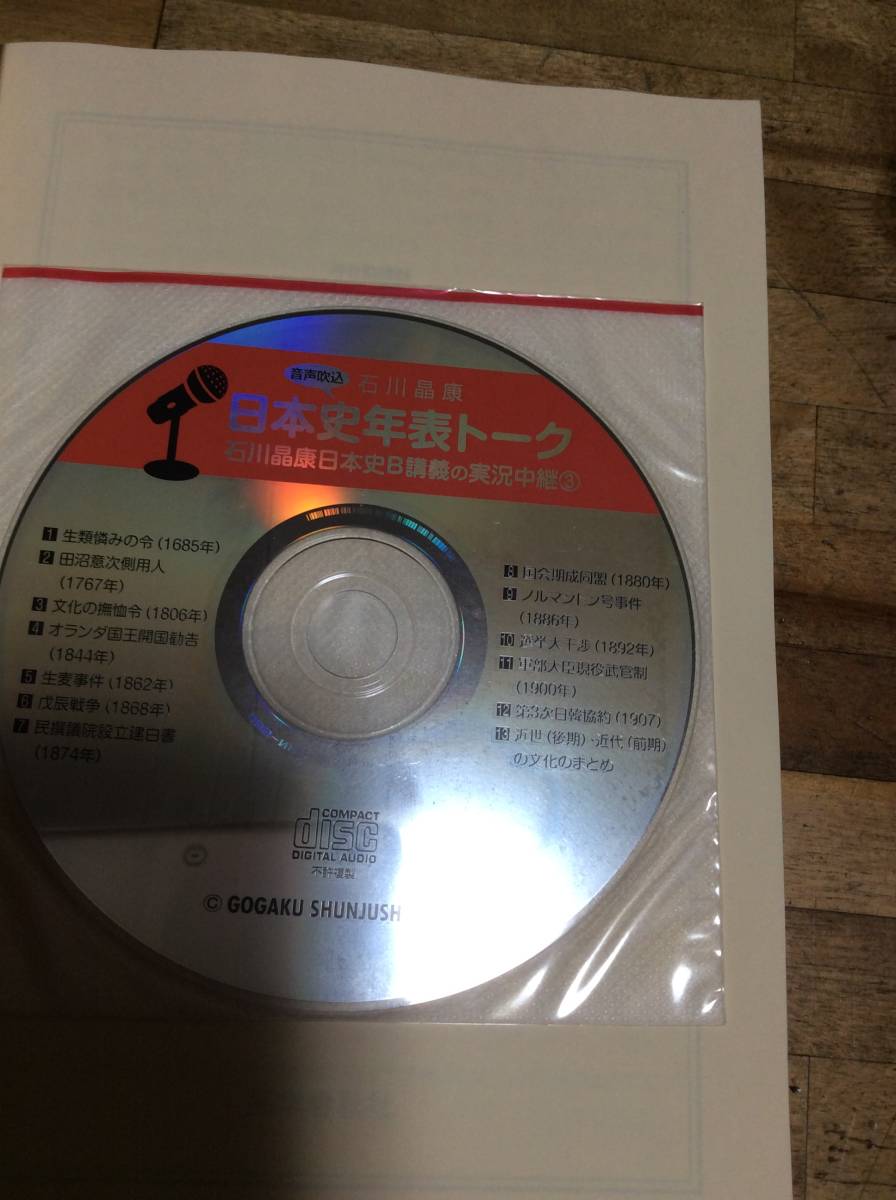 音声吹込
石川晶康
日本史年表トーク
石川晶康日本史B講義の実況中継③
1 生類憐みの令(1685年)
2 田沼意次側用人
(1767年)
3 文化の撫恤令(1806年)
4 オランダ国王開国勧告
(1844年)
5 生麦事件(1862年)
6 戊辰戦争(1868年)
7 民撰議院設立建白書
(1874年)
8 国会期成同盟(1880年)
9 ノルマントン号事件
(1886年)
10 選挙大干渉(1892年)
11 軍部大臣現役武官制
(1900年)
12 第3次日韓協約(1907)
13 近世(後期)・近代(前期)
の文化のまとめ
COMPACT
disc
DIGITAL AUDIO
不許複製
© GOGAKU SHUNJUSH